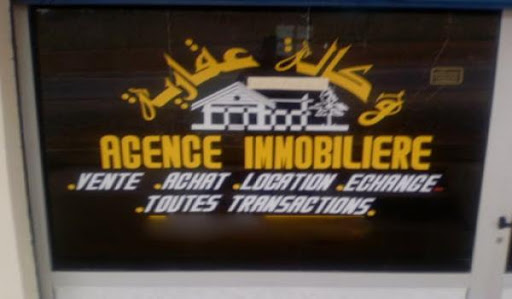 وكالة عقارية
AGENCE IMMOBILIERE
.VENTE .ACHAT .LOCATION .ECHANGE
.TOUTES TRANSACTIONS.